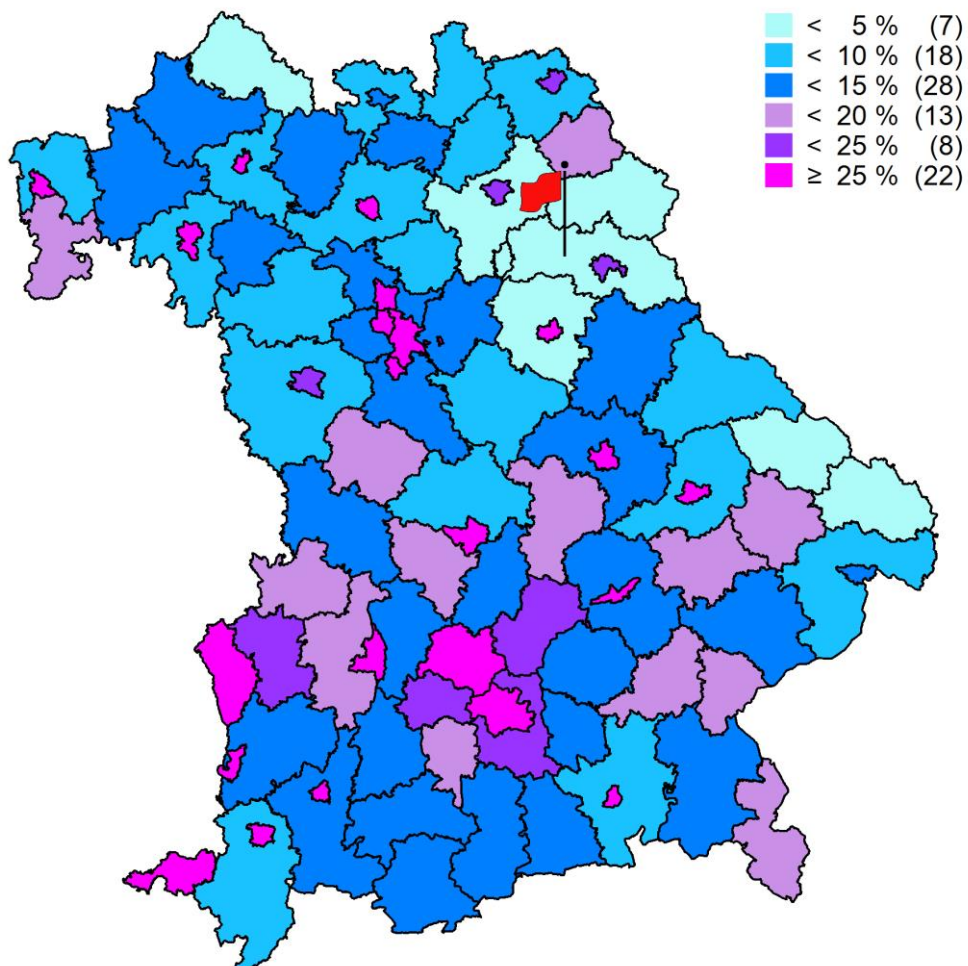 < 5 % (7)
< 10 % (18)
< 15 % (28)
< 20 % (13)
< 25 % (8)
≥ 25 % (22)